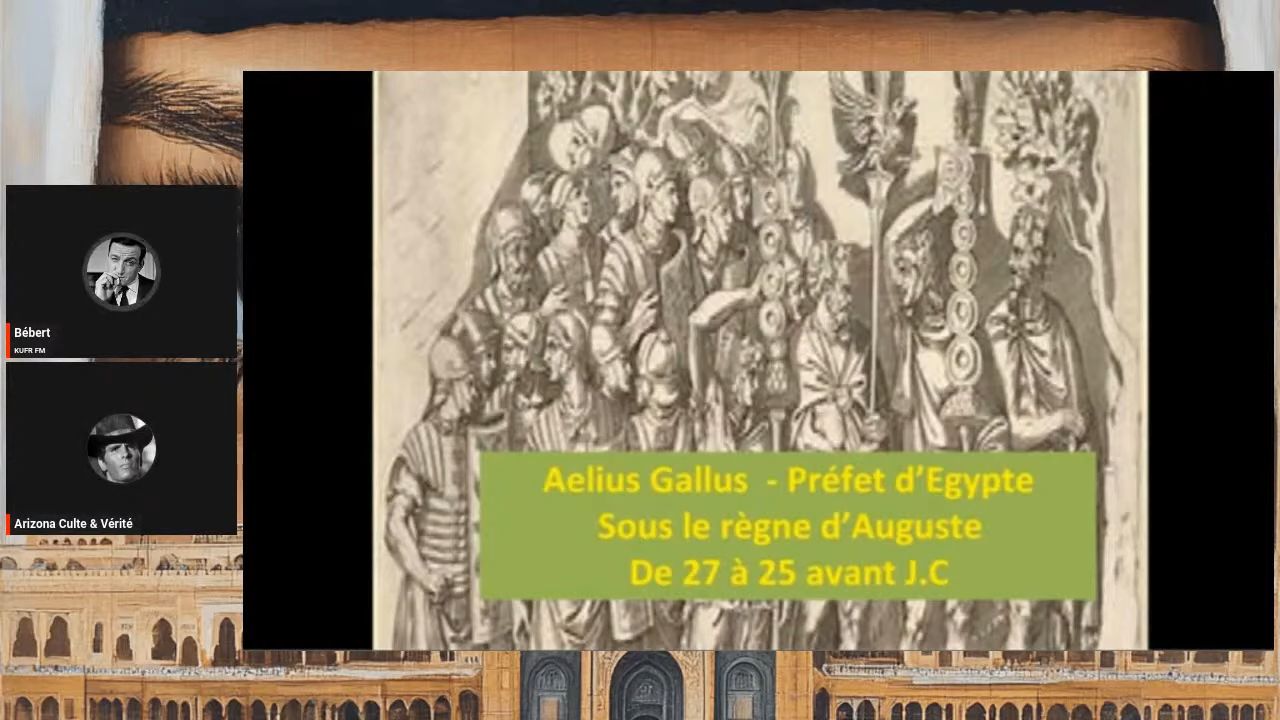 Bébert
KUFR FM
Arizona Culte & Vérité
Aelius Gallus - Préfet d’Egypte
Sous le règne d’Auguste
De 27 à 25 avant J.C